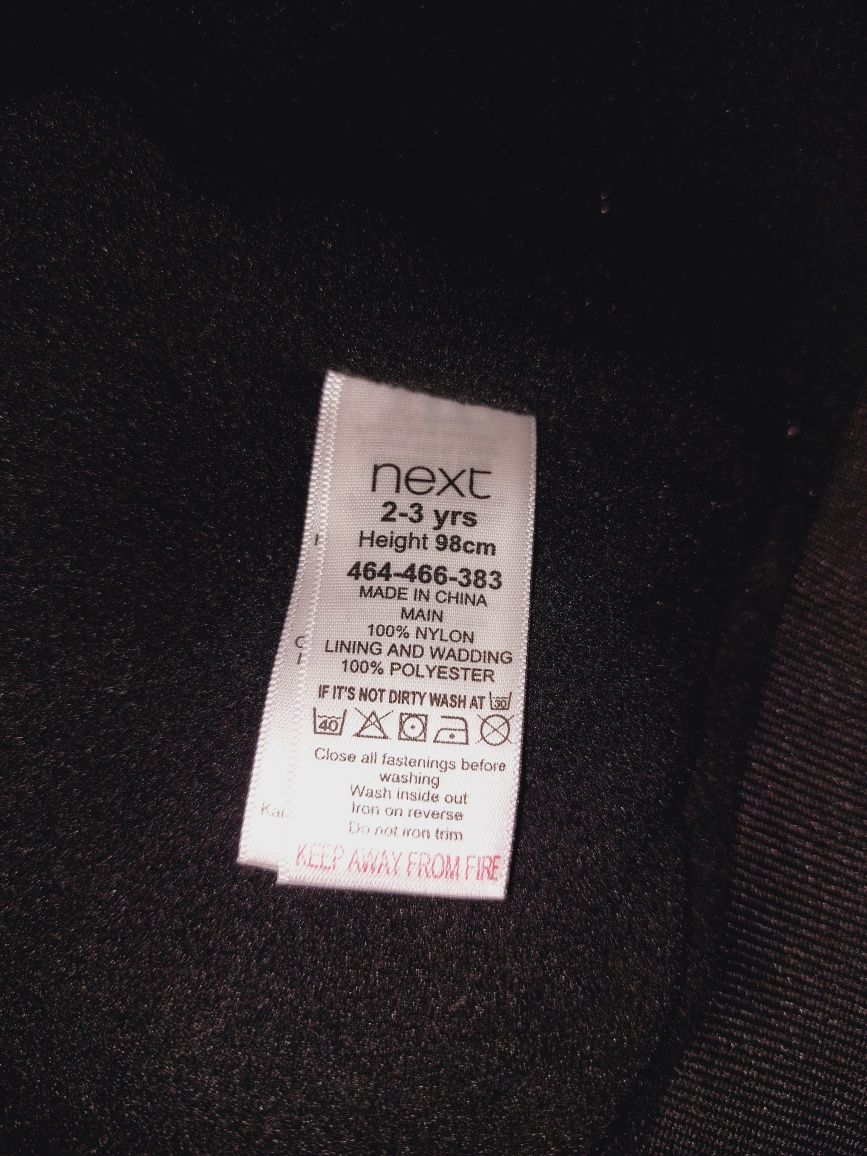 next
2-3 yrs
Height 98cm
464-466-383
MADE IN CHINA
MAIN
100% NYLON
LINING AND WADDING
100% POLYESTER
IF IT'S NOT DIRTY WASH AT 30
40
Close all fastenings before
washing
Wash inside out
Iron on reverse
Do not iron trim
KEEP AWAY FROM FIRE